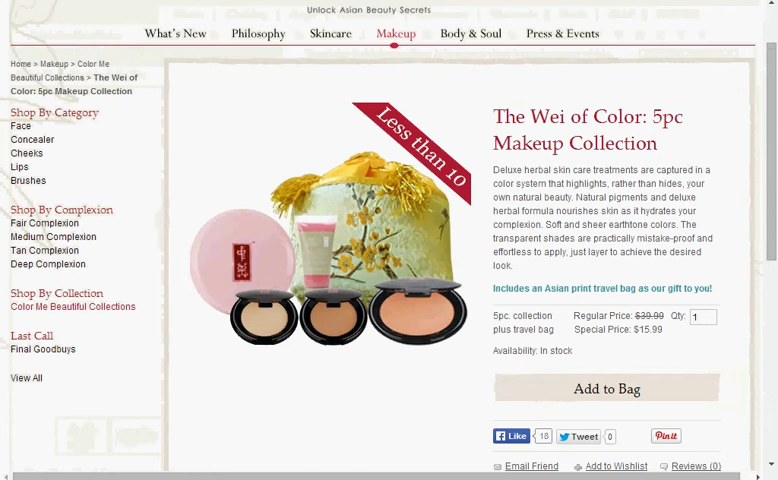 Unlock Asian Beauty Secrets
What's New Philosophy Skincare Makeup Body & Soul Press & Events
Home > Makeup > Color Me
Beautiful Collections > The Wei of
Color: 5pc Makeup Collection
Shop By Category
Face
Concealer
Cheeks
Lips
Brushes
Shop By Complexion
Fair Complexion
Medium Complexion
Tan Complexion
Deep Complexion
Shop By Collection
Color Me Beautiful Collections
Last Call
Final Goodbuys
View All
Less than 10
The Wei of Color: 5pc
Makeup Collection
Deluxe herbal skin care treatments are captured in a
color system that highlights, rather than hides, your
own natural beauty. Natural pigments and deluxe
herbal formula nourishes skin as it hydrates your
complexion. Soft and sheer earthtone colors. The
transparent shades are practically mistake-proof and
effortless to apply, just layer to achieve the desired
look.
Includes an Asian print travel bag as our gift to you!
5pc. collection Regular Price: $39.99 Qty: 1
plus travel bag Special Price: $15.99
Availability: In stock
Add to Bag
Like 18 Tweet 0 Pin it
Email Friend Add to Wishlist Reviews (0)